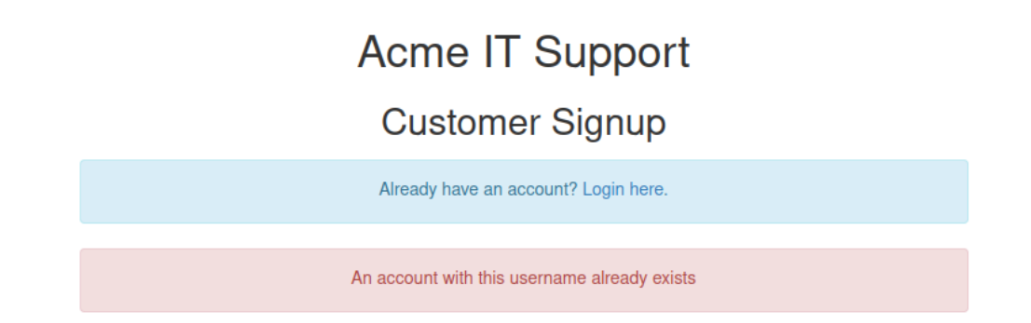 Acme IT Support
Customer Signup
Already have an account? Login here.
An account with this username already exists